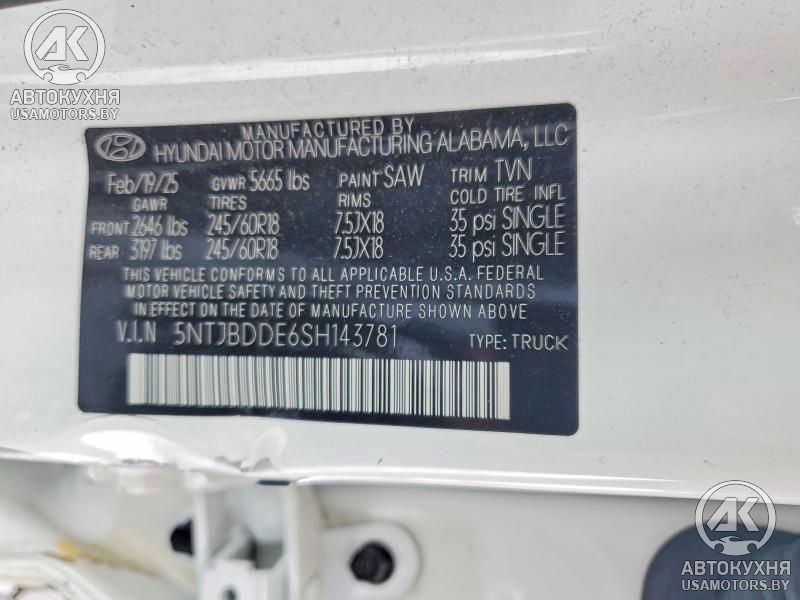 АК
АВТОКУХНЯ
USAMOTORS.BY
MANUFACTURED BY
HYUNDAI MOTOR MANUFACTURING ALABAMA, LLC
Feb/19/25 GVWR 5665 lbs PAINT SAW TRIM TVN
GAWR TIRES RIMS COLD TIRE INFL
FRONT 2646 lbs 245/60R18 7.5JX18 35 psi SINGLE
REAR 3197 lbs 245/60R18 7.5JX18 35 psi SINGLE
THIS VEHICLE CONFORMS TO ALL APPLICABLE U.S.A. FEDERAL
MOTOR VEHICLE SAFETY AND THEFT PREVENTION STANDARDS
IN EFFECT ON THE DATE OF MANUFACTURE SHOWN ABOVE
V.I.N 5NTJBDDE6SH143781 TYPE: TRUCK
АК
АВТОКУХНЯ
USAMOTORS.BY